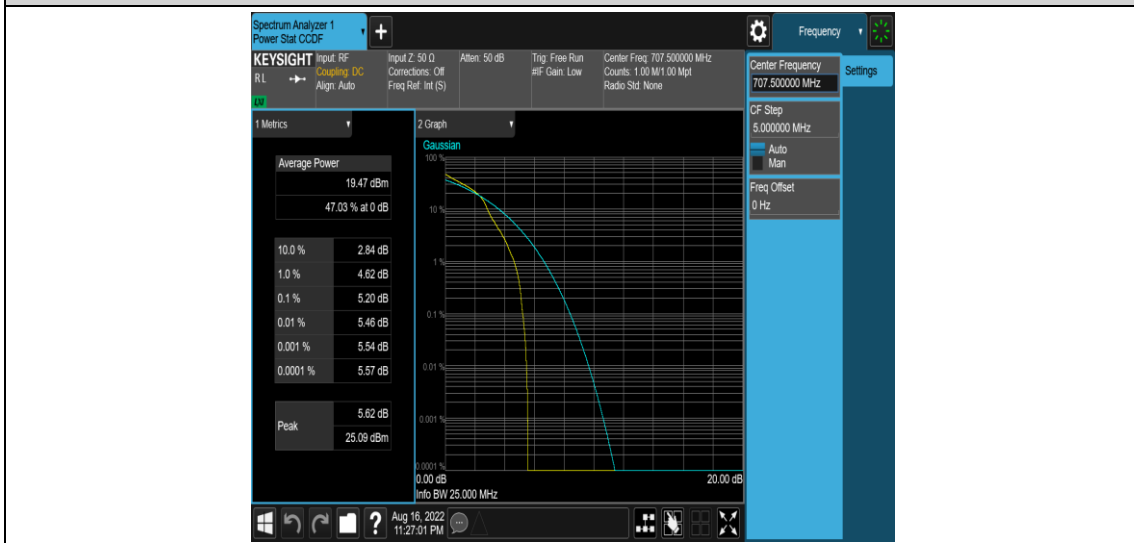 Spectrum Analyzer 1
Power Stat CCDF
+
Frequency
KEYSIGHT
RL
LXI
Input: RF
Coupling: DC
Align: Auto
Input Z: 50 Ω
Corrections: Off
Freq Ref: Int (S)
Atten: 50 dB
Trig: Free Run
#IF Gain: Low
Center Freq: 707.500000 MHz
Counts: 1.00 M/1.00 Mpt
Radio Std: None
1 Metrics
Average Power
19.47 dBm
47.03 % at 0 dB
10.0 % 2.84 dB
1.0 % 4.62 dB
0.1 % 5.20 dB
0.01 % 5.46 dB
0.001 % 5.54 dB
0.0001 % 5.57 dB
Peak
5.62 dB
25.09 dBm
2 Graph
Gaussian
100 %
10 %
1 %
0.1 %
0.01 %
0.001 %
0.0001 %
0.00 dB 20.00 dB
Info BW 25.000 MHz
Center Frequency
707.500000 MHz
Settings
CF Step
5.000000 MHz
Auto
Man
Freq Offset
0 Hz
?
Aug 16, 2022
11:27:01 PM